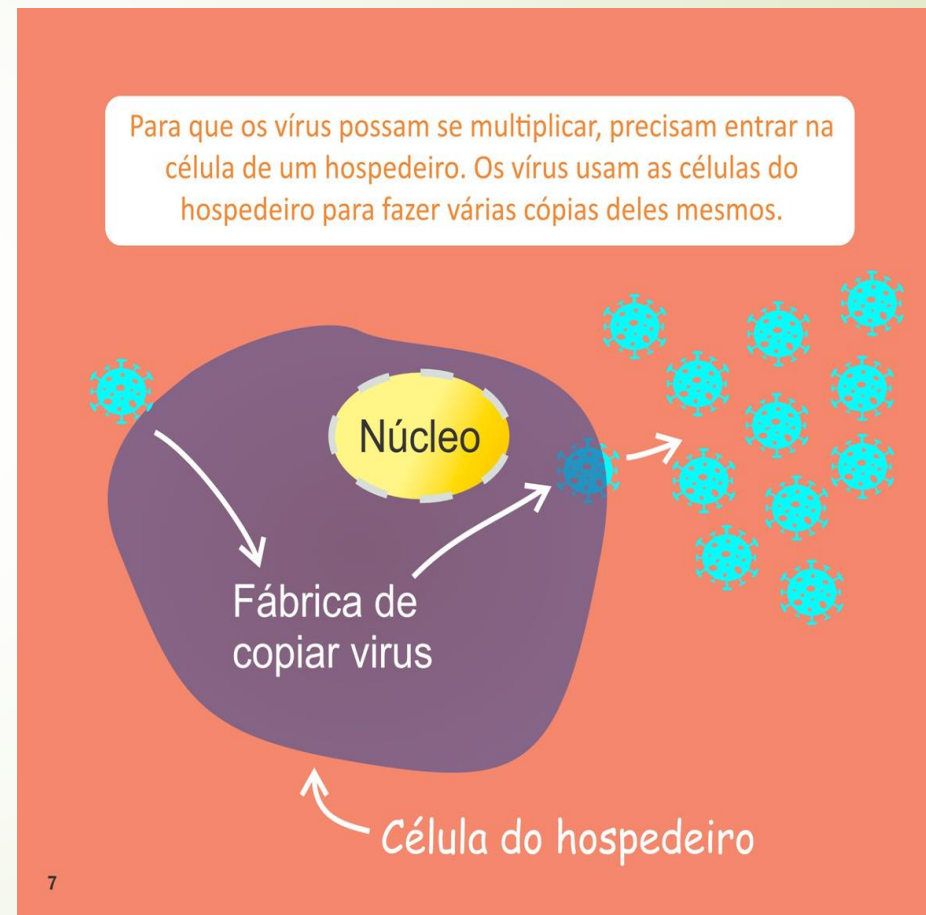 Para que os vírus possam se multiplicar, precisam entrar na
célula de um hospedeiro. Os vírus usam as células do
hospedeiro para fazer várias cópias deles mesmos.
Núcleo
Fábrica de
copiar virus
Célula do hospedeiro
7